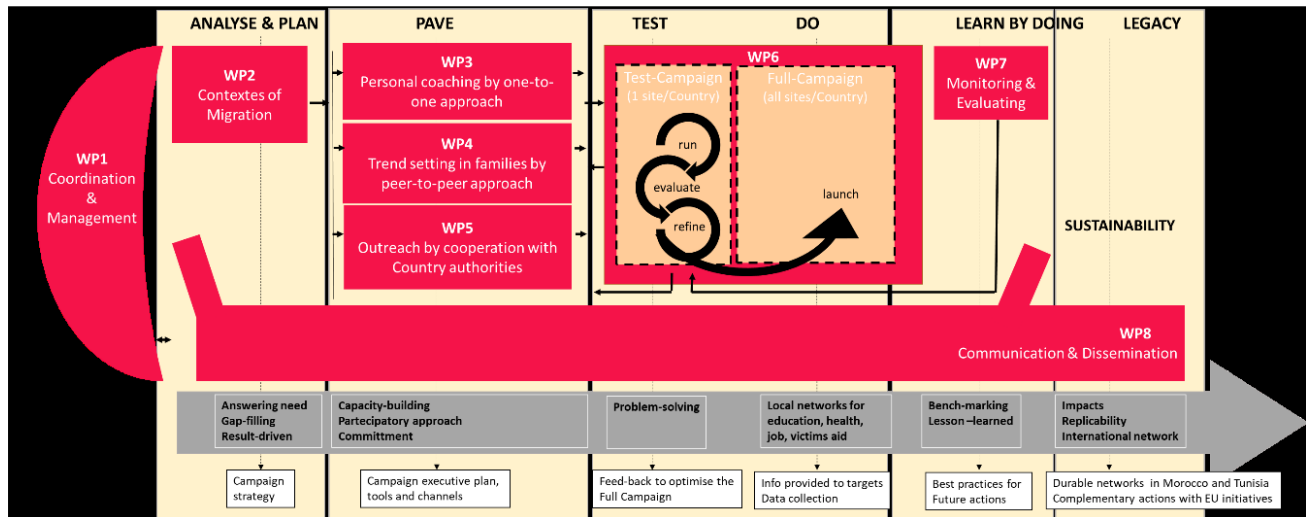 ANALYSE & PLAN
PAVE
TEST
DO
LEARN BY DOING
LEGACY
WP1
Coordination
&
Management
WP2
Contextes of
Migration
WP3
Personal coaching by one-to-
one approach
WP4
Trend setting in families by
peer-to-peer approach
WP5
Outreach by cooperation with
Country authorities
WP6
Test-Campaign
(1 site/Country)
Full-Campaign
(all sites/Country)
run
evaluate
refine
launch
WP7
Monitoring &
Evaluating
SUSTAINABILITY
WP8
Communication & Dissemination
Answering need
Gap-filling
Result-driven
Capacity-building
Partecipatory approach
Committment
Problem-solving
Local networks for
education, health,
job, victims aid
Bench-marking
Lesson –learned
Impacts
Replicability
International network
Campaign
strategy
Campaign executive plan,
tools and channels
Feed-back to optimise the
Full Campaign
Info provided to targets
Data collection
Best practices for
Future actions
Durable networks in Morocco and Tunisia
Complementary actions with EU initiatives